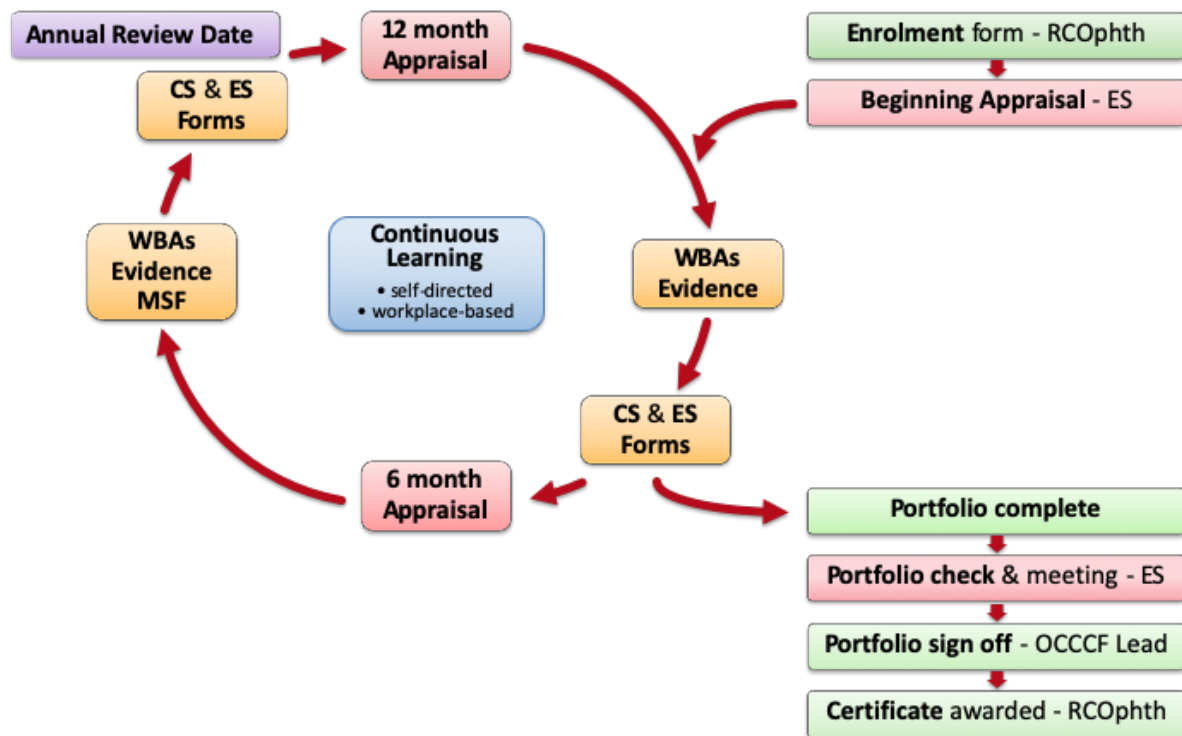 Annual Review Date
12 month
Appraisal
CS & ES
Forms
WBAs
Evidence
MSF
Continuous
Learning
• self-directed
• workplace-based
6 month
Appraisal
Enrolment form - RCOphth
Beginning Appraisal - ES
WBAs
Evidence
CS & ES
Forms
Portfolio complete
Portfolio check & meeting - ES
Portfolio sign off - OCCCF Lead
Certificate awarded - RCOphth